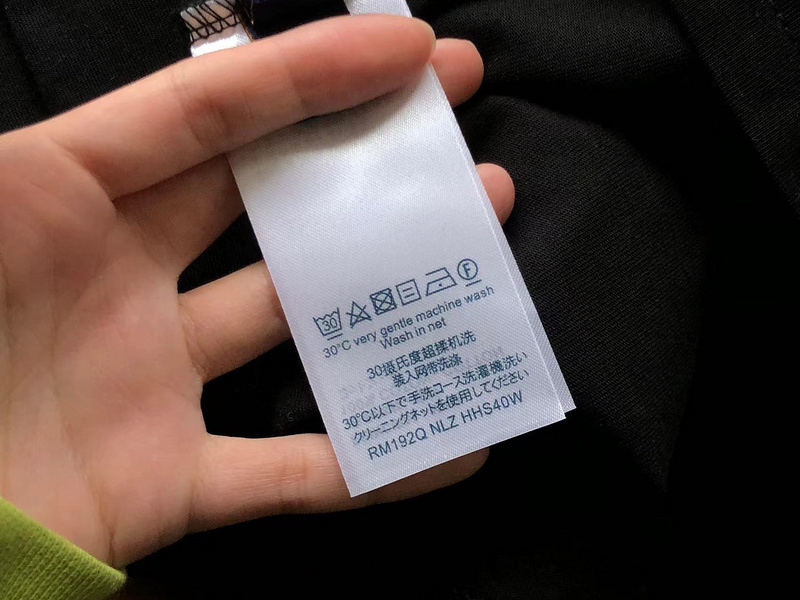 30
F
30°C very gentle machine wash
Wash in net
30摄氏度超揉机洗
装入网带洗涤
30°C以下で手洗コース洗濯機洗い
クリーニングネットを使用してください
RM192Q NLZ HHS40W